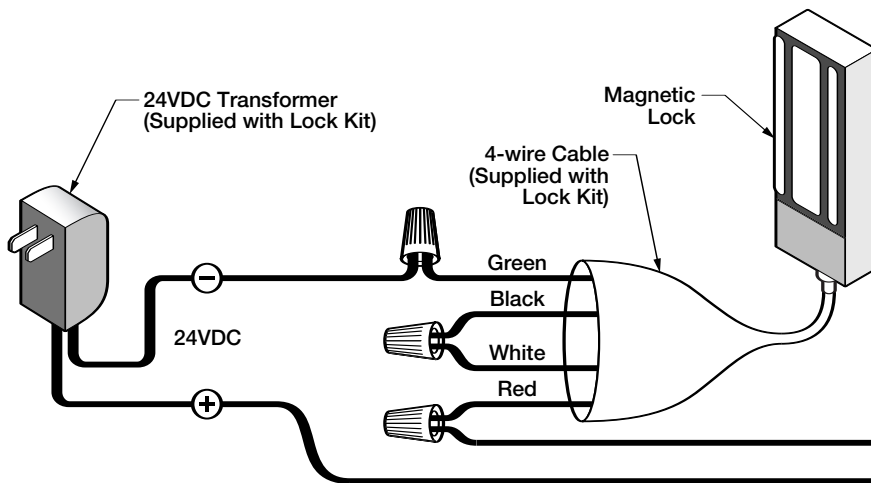 24VDC Transformer
(Supplied with Lock Kit)
Magnetic
Lock
4-wire Cable
(Supplied with
Lock Kit)
Green
−
Black
24VDC
White
Red
+